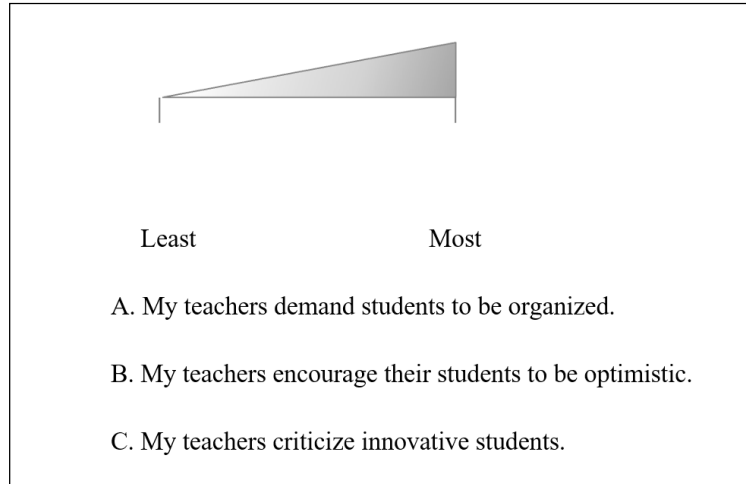 Least Most
A. My teachers demand students to be organized.
B. My teachers encourage their students to be optimistic.
C. My teachers criticize innovative students.